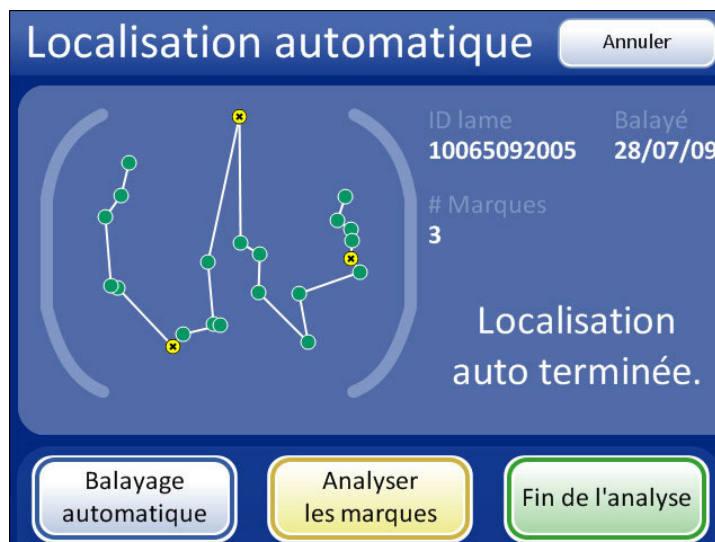 Localisation automatique
Annuler
ID lame
Balayé
10065092005
28/07/09
# Marques
3
Localisation
auto terminée.
Balayage
automatique
Analyser
les marques
Fin de l'analyse